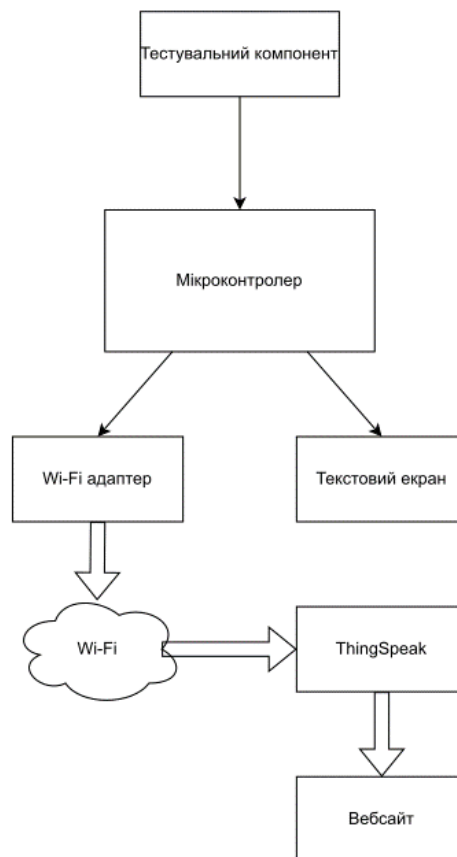 Тестувальний компонент
Мікроконтролер
Wi-Fi адаптер
Текстовий екран
Wi-Fi
ThingSpeak
Вебсайт